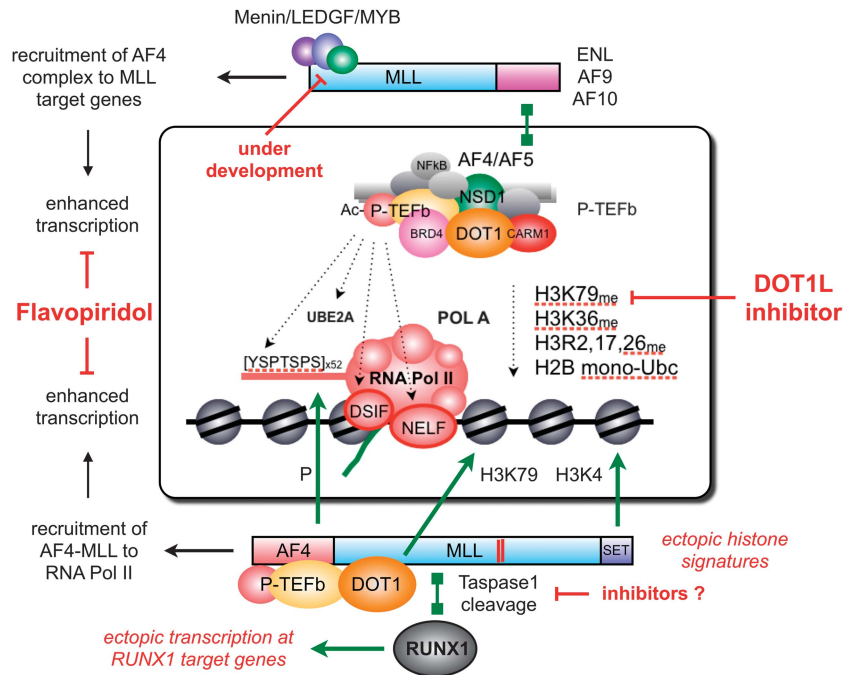 Menin/LEDGF/MYB
recruitment of AF4
complex to MLL
target genes
MLL
ENL
AF9
AF10
under
development
enhanced
transcription
NFkB
AF4/AF5
NSD1
Ac-
P-TEFb
P-TEFb
BRD4
DOT1
CARM1
Flavopiridol
UBE2A
POL A
H3K79me
H3K36me
H3R2,17,26me
H2B mono-Ubc
DOT1L
inhibitor
[YSPTSPS]x52
RNA Pol II
enhanced
transcription
DSIF
NELF
P
H3K79
H3K4
recruitment of
AF4-MLL to
RNA Pol II
AF4
MLL
SET
ectopic histone
signatures
P-TEFb
DOT1
Taspase1
cleavage
inhibitors ?
ectopic transcription at
RUNX1 target genes
RUNX1